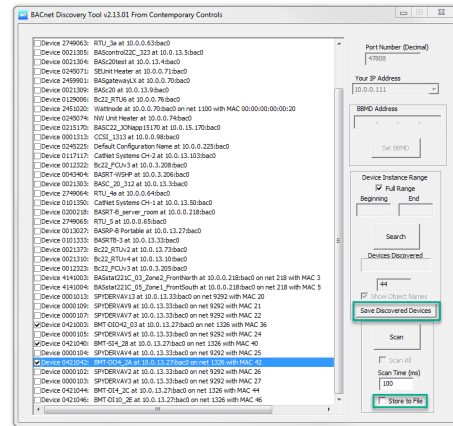 BACnet Discovery Tool v2.13.01 From Contemporary Controls
Device 2749063: RTU_3a at 10.0.0.63:bac0
Device 0021305: BAScontrol22C_323 at 10.0.13.5:bac0
Device 0021304: BASc20test at 10.0.13.4:bac0
Device 0245071: SEUnit Heater at 10.0.0.71:bac0
Device 2459901: BASgatewayLX at 10.0.0.70:bac0
Device 0021309: BASc20 at 10.0.13.9:bac0
Device 0129006: Bc22_RTU6 at 10.0.0.76:bac0
Device 2451020: Wattnode at 10.0.0.70:bac0 on net 1100 with MAC 00:00:00:00:00:20
Device 0245074: NW Unit Heater at 10.0.0.74:bac0
Device 0215170: BASC22_JONapp15170 at 10.0.15.170:bac0
Device 0001313: CCSI_1313 at 10.0.0.98:bac0
Device 0245225: Default Configuration Name at 10.0.0.225:bac0
Device 0117117: CatNet Systems CH-2 at 10.0.13.103:bac0
Device 0012322: Bc22_FCUv3 at 10.0.3.208:bac0
Device 0043404: BASRT-WSHP at 10.0.3.206:bac0
Device 0021303: BASC_20_312 at 10.0.13.3:bac0
Device 2749064: RTU_4a at 10.0.0.64:bac0
Device 0101350: CatNet Systems CH-1 at 10.0.13.50:bac0
Device 0200218: BASRT-B_server_room at 10.0.0.218:bac0
Device 2749065: RTU_5 at 10.0.0.65:bac0
Device 0013027: BASRP-B Portable at 10.0.13.27:bac0
Device 0101333: BASRTB-3 at 10.0.13.33:bac0
Device 0021373: Bc22_RTUv2 at 10.0.13.73:bac0
Device 0021310: Bc22_RTUv4 at 10.0.13.10:bac0
Device 0012323: Bc22_FCUv3 at 10.0.3.205:bac0
Device 4141003: BASstat221C_03_Zone2_FrontNorth at 10.0.0.218:bac0 on net 218 with MAC 3
Device 0041004: BASstat221C_05_Zone1_FrontSouth at 10.0.0.218:bac0 on net 218 with MAC 5
Device 0001013: SPYDERVAV13 at 10.0.13.33:bac0 on net 9292 with MAC 20
Device 0000109: SPYDERVAV9 at 10.0.13.33:bac0 on net 9292 with MAC 21
Device 0000107: SPYDERVAV7 at 10.0.13.33:bac0 on net 9292 with MAC 22
Device 0421003: BMT-DIO42_03 at 10.0.13.27:bac0 on net 1326 with MAC 36
Device 0000105: SPYDERVAV5 at 10.0.13.33:bac0 on net 9292 with MAC 24
Device 0421040: BMT-SI4_28 at 10.0.13.27:bac0 on net 1326 with MAC 40
Device 0000104: SPYDERVAV4 at 10.0.13.33:bac0 on net 9292 with MAC 25
Device 0421042: BMT-DO4_2A at 10.0.13.27:bac0 on net 1326 with MAC 42
Device 0000102: SPYDERVAV2 at 10.0.13.33:bac0 on net 9292 with MAC 26
Device 0000103: SPYDERVAV3 at 10.0.13.33:bac0 on net 9292 with MAC 27
Device 0421044: BMT-DI4_2C at 10.0.13.27:bac0 on net 1326 with MAC 44
Device 0421046: BMT-DI10_2E at 10.0.13.27:bac0 on net 1326 with MAC 46
Port Number (Decimal)
47808
Your IP Address
10.0.0.111
BBMD Address
Set BBMD
Device Instance Range
Full Range
Beginning End
Search
Devices Discovered
44
Show Object Names
Save Discovered Devices
Scan
Scan All
Scan Time (ms)
100
Store to File